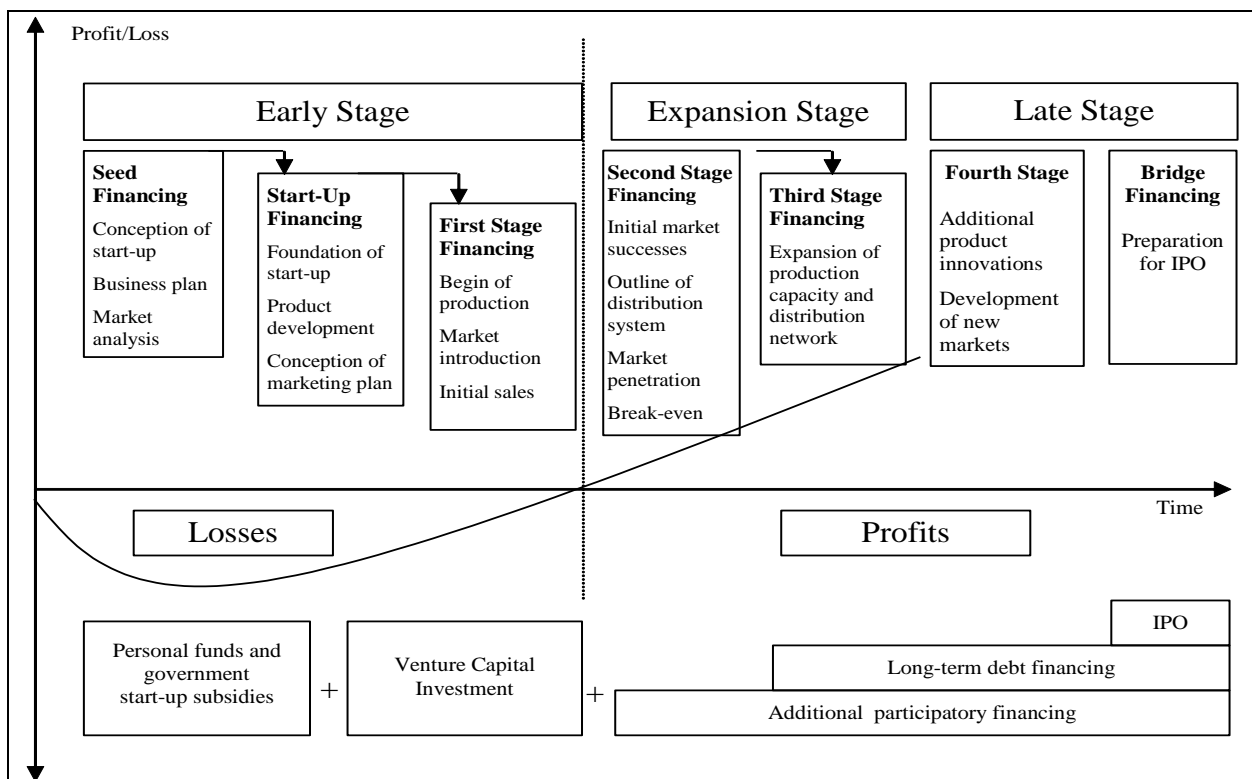 Profit/Loss
Early Stage
Expansion Stage
Late Stage
Seed
Financing
Conception of
start-up
Business plan
Market
analysis
Start-Up
Financing
Foundation of
start-up
Product
development
Conception of
marketing plan
First Stage
Financing
Begin of
production
Market
introduction
Initial sales
Second Stage
Financing
Initial market
successes
Outline of
distribution
system
Market
penetration
Break-even
Third Stage
Financing
Expansion of
production
capacity and
distribution
network
Fourth Stage
Additional
product
innovations
Development
of new
markets
Bridge
Financing
Preparation
for IPO
Time
Losses
Profits
Personal funds and
government
start-up subsidies
+
Venture Capital
Investment
+
IPO
Long-term debt financing
Additional participatory financing